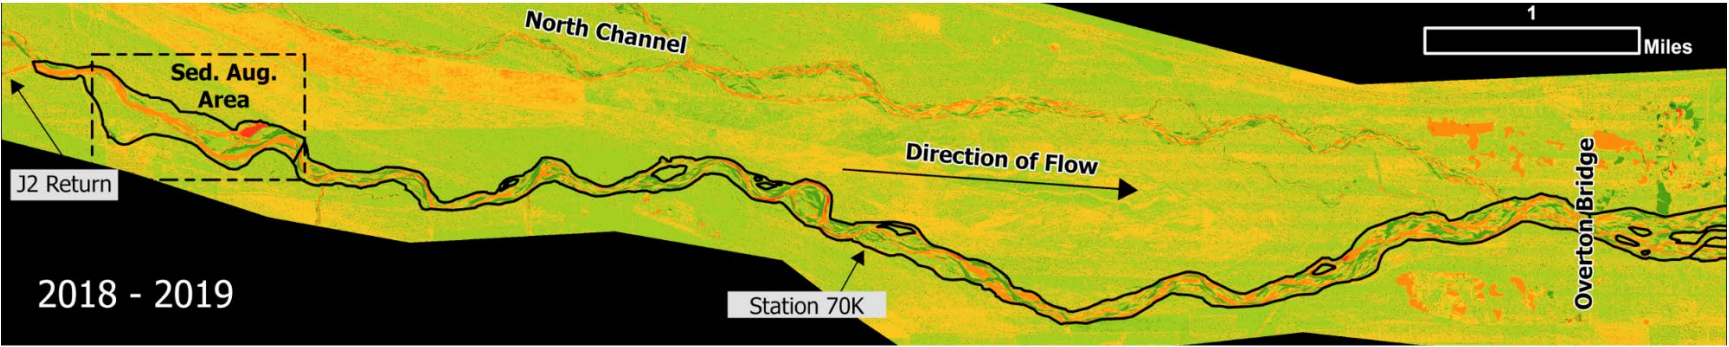 North Channel
1
Miles
Sed. Aug.
Area
Direction of Flow
J2 Return
Overton Bridge
2018 - 2019
Station 70K